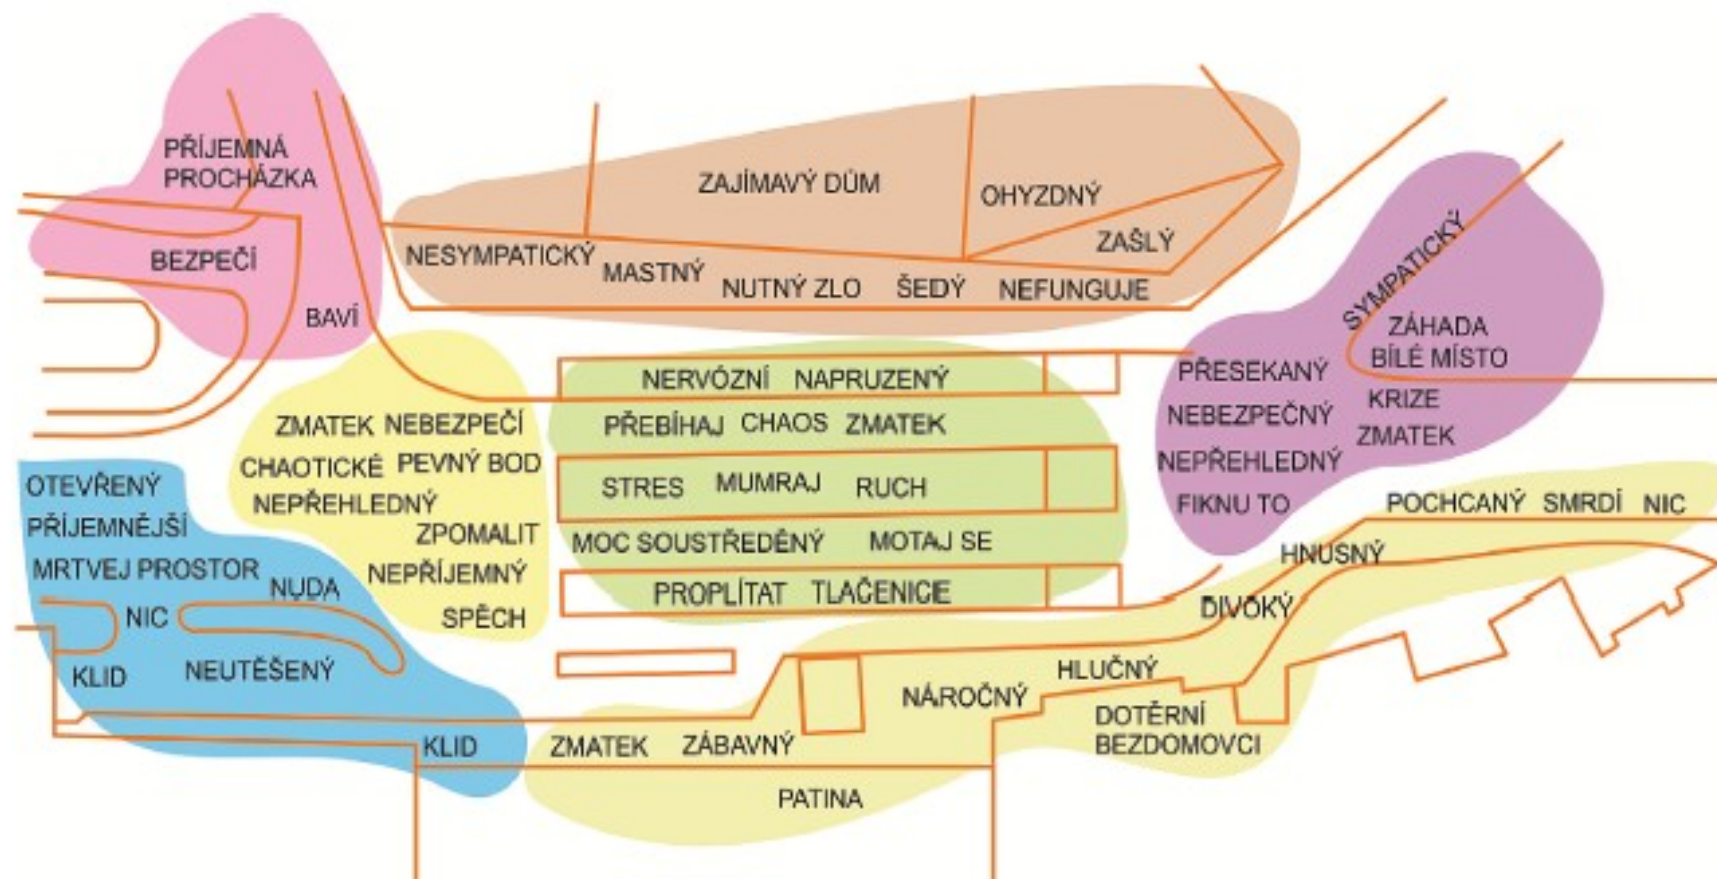 PŘÍJEMNÁ
PROCHÁZKA
BEZPEČÍ
BAVÍ
ZAJÍMAVÝ DŮM
OHYZDNÝ
ZAŠLÝ
NESYMPATICKÝ
MASTNÝ
NUTNÝ ZLO
ŠEDÝ
NEFUNGUJE
SYMPATICKÝ
ZÁHADA
BÍLÉ MÍSTO
PŘESEKANÝ
KRIZE
NEBEZPEČNÝ
ZMATEK
NEPŘEHLEDNÝ
FIKNU TO
ZMATEK NEBEZPEČÍ
CHAOTICKÉ PEVNÝ BOD
NEPŘEHLEDNÝ
ZPOMALIT
NEPŘÍJEMNÝ
SPĚCH
NERVÓZNÍ NAPRUZENÝ
PŘEBÍHAJ CHAOS ZMATEK
STRES MUMRAJ RUCH
MOC SOUSTŘEDĚNÝ MOTAJ SE
PROPLÍTAT TLAČENICIE
OTEVŘENÝ
PŘÍJEMNĚJŠÍ
MRTVEJ PROSTOR
NUDA
NIC
KLID
NEUTĚŠENÝ
KLID
POCHCANÝ SMRDÍ NIC
HNUSNÝ
DIVOKÝ
HLUČNÝ
NÁROČNÝ
DOTĚRNÍ
BEZDOMOVCI
ZMATEK ZÁBAVNÝ
PATINA